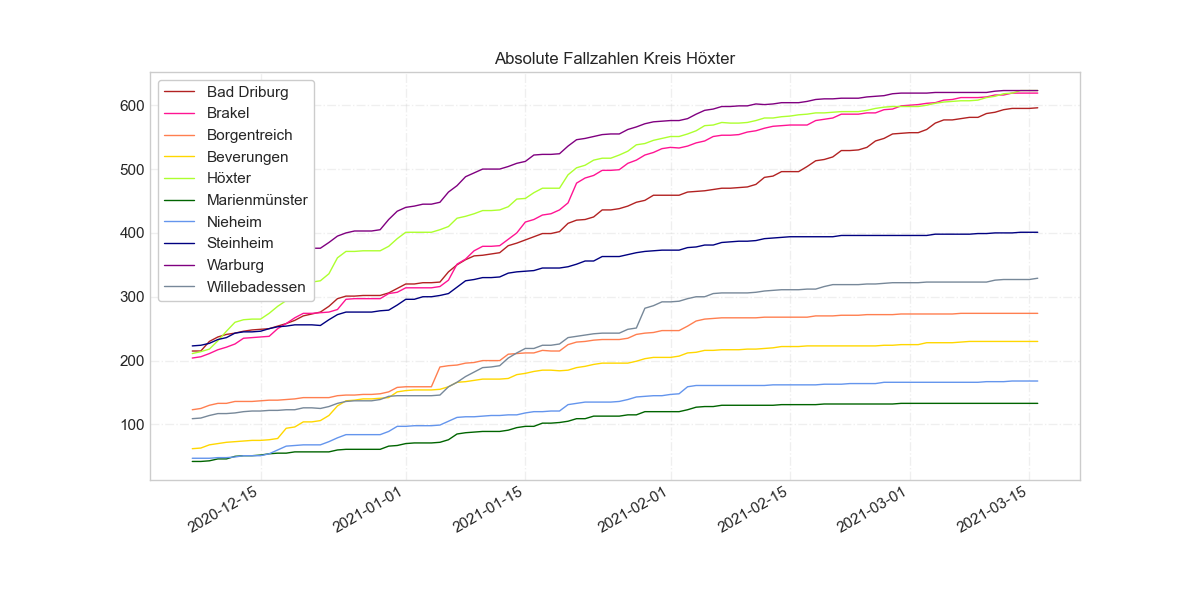 Absolute Fallzahlen Kreis Höxter
600
500
400
300
200
100
Bad Driburg
Brakel
Borgentreich
Beverungen
Höxter
Marienmünster
Nieheim
Steinheim
Warburg
Willebadessen
2020-12-15
2021-01-01
2021-01-15
2021-02-01
2021-02-15
2021-03-01
2021-03-15